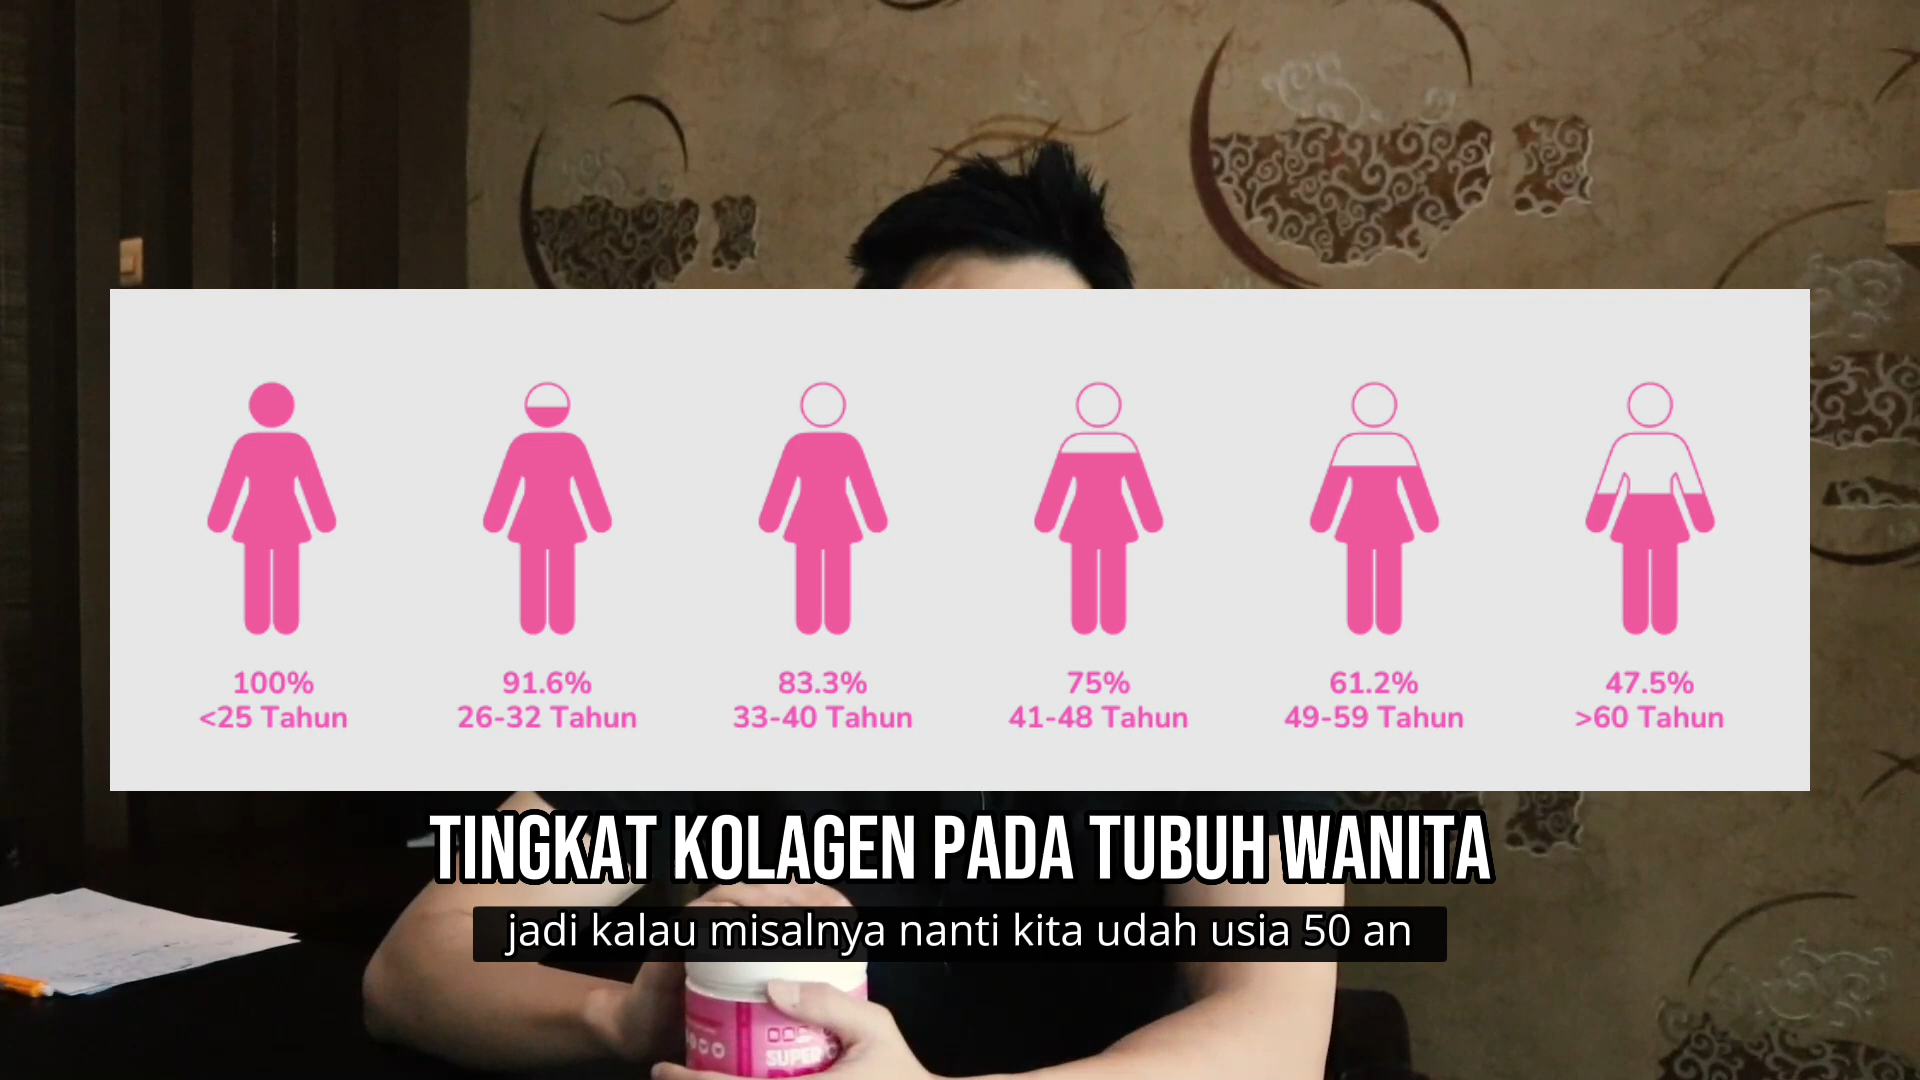 100%
<25 Tahun
91.6%
26-32 Tahun
83.3%
33-40 Tahun
75%
41-48 Tahun
61.2%
49-59 Tahun
47.5%
>60 Tahun
TINGKAT KOLAGEN PADA TUBUH WANITA
jadi kalau misalnya nanti kita udah usia 50 an
SUPER